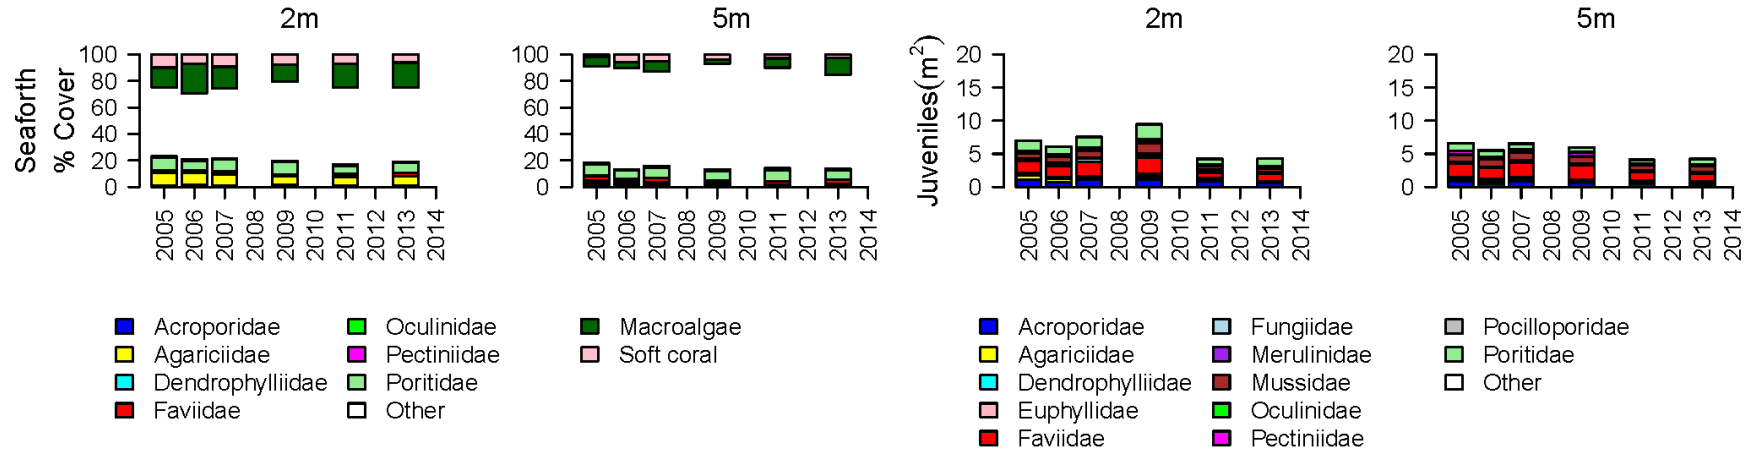 2m
5m
2m
5m
Seaforth
% Cover
100
80
60
40
20
0
2005
2006
2007
2008
2009
2010
2011
2012
2013
2014
100
80
60
40
20
0
2005
2006
2007
2008
2009
2010
2011
2012
2013
2014
Juveniles(m²)
20
15
10
5
0
2005
2006
2007
2008
2009
2010
2011
2012
2013
2014
20
15
10
5
0
2005
2006
2007
2008
2009
2010
2011
2012
2013
2014
Acroporidae
Agariciidae
Dendrophylliidae
Faviidae
Oculinidae
Pectiniidae
Poritidae
Other
Macroalgae
Soft coral
Acroporidae
Agariciidae
Dendrophylliidae
Euphyllidae
Faviidae
Fungiidae
Merulinidae
Mussidae
Oculinidae
Pectiniidae
Pocilloporidae
Poritidae
Other